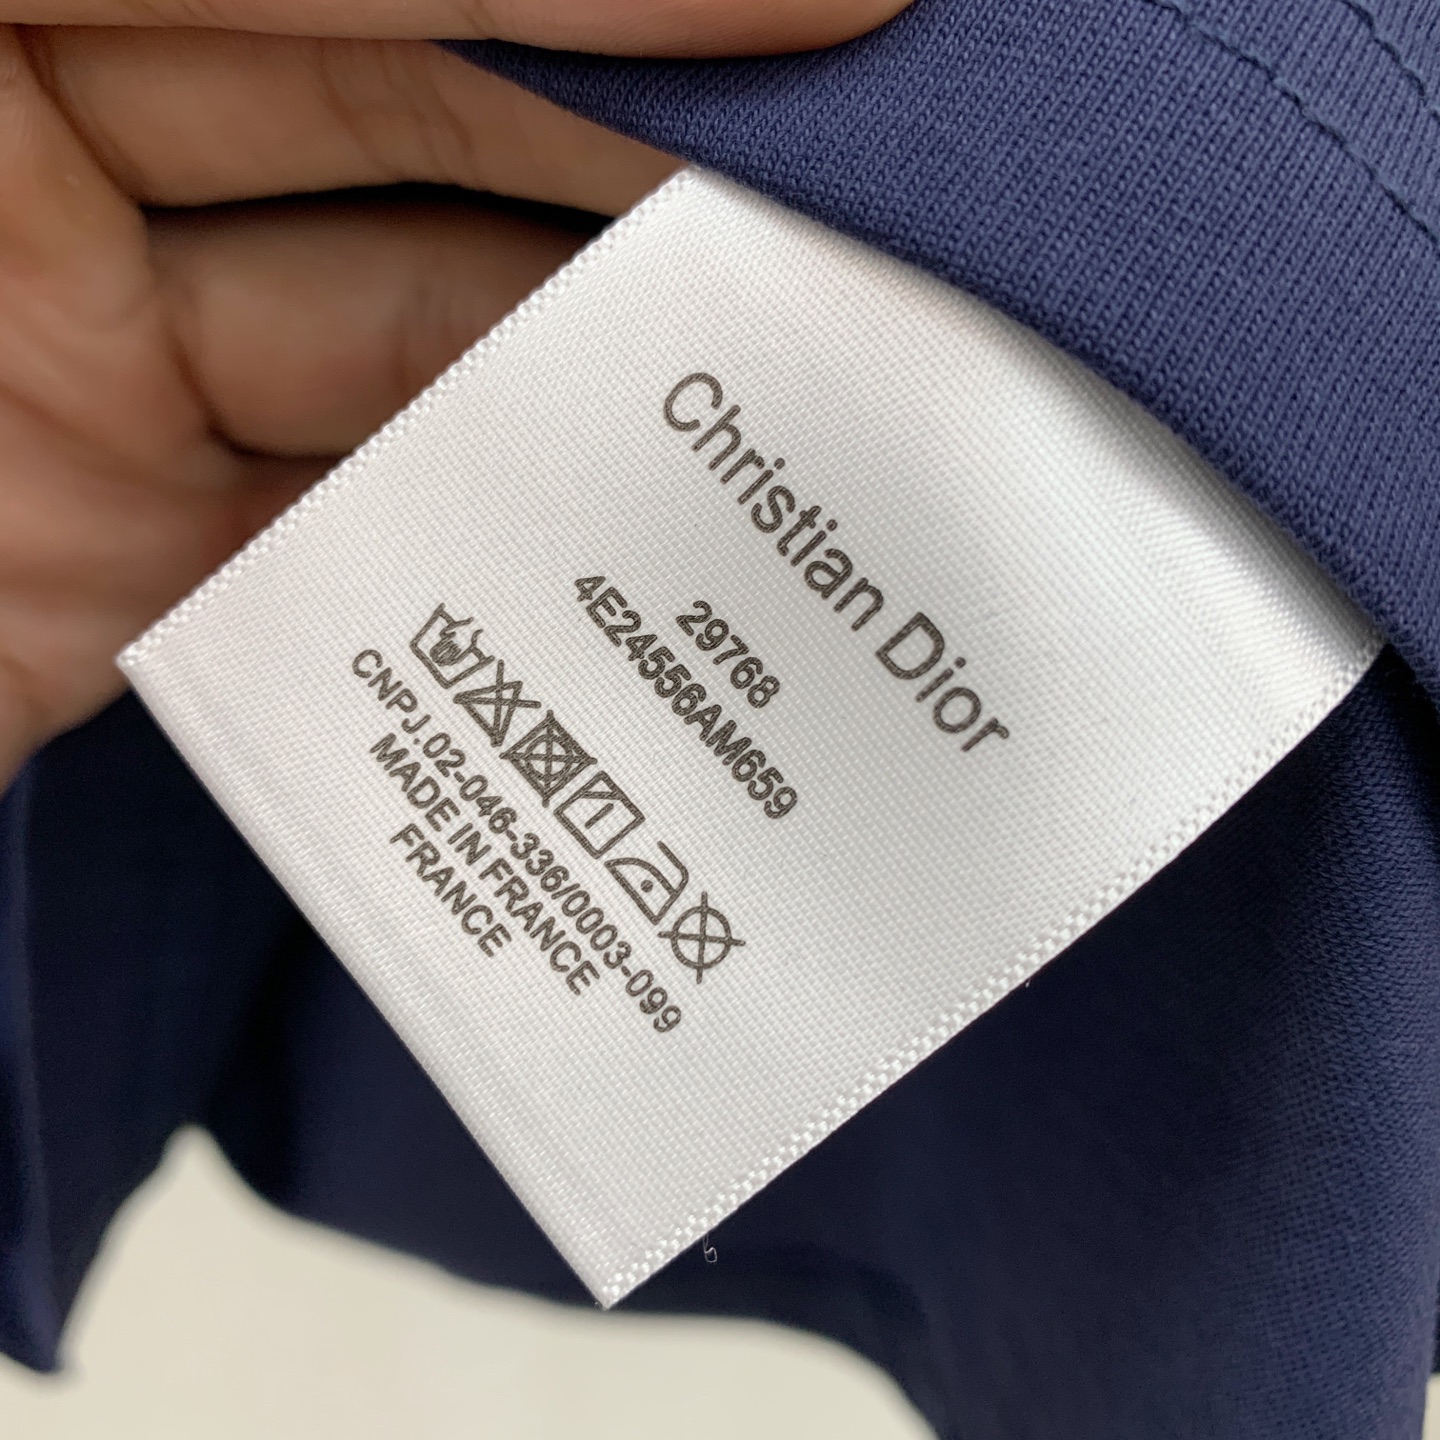 Christian Dior
29768
4E24556AM659
CNPJ.02-046-336/0003-099
MADE IN FRANCE
FRANCE